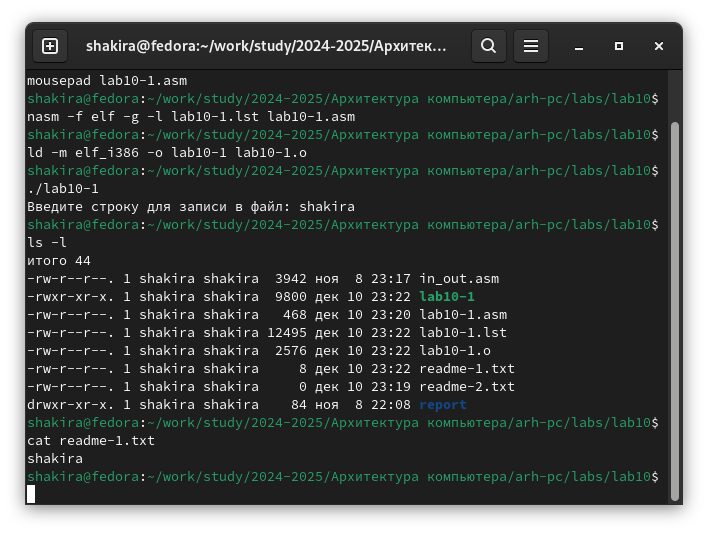 shakira@fedora:~/work/study/2024-2025/Архитек...
mousepad lab10-1.asm
shakira@fedora:~/work/study/2024-2025/Архитектура компьютера/arh-pc/labs/lab10$
nasm -f elf -g -l lab10-1.lst lab10-1.asm
shakira@fedora:~/work/study/2024-2025/Архитектура компьютера/arh-pc/labs/lab10$
ld -m elf_i386 -o lab10-1 lab10-1.o
shakira@fedora:~/work/study/2024-2025/Архитектура компьютера/arh-pc/labs/lab10$
./lab10-1
Введите строку для записи в файл: shakira
shakira@fedora:~/work/study/2024-2025/Архитектура компьютера/arh-pc/labs/lab10$
ls -l
итого 44
-rw-r--r--. 1 shakira shakira  3942 ноя  8 23:17 in_out.asm
-rwxr-xr-x. 1 shakira shakira  9800 дек 10 23:22 lab10-1
-rw-r--r--. 1 shakira shakira   468 дек 10 23:20 lab10-1.asm
-rw-r--r--. 1 shakira shakira 12495 дек 10 23:22 lab10-1.lst
-rw-r--r--. 1 shakira shakira  2576 дек 10 23:22 lab10-1.o
-rw-r--r--. 1 shakira shakira     8 дек 10 23:22 readme-1.txt
-rw-r--r--. 1 shakira shakira     0 дек 10 23:19 readme-2.txt
drwxr-xr-x. 1 shakira shakira    84 ноя  8 22:08 report
shakira@fedora:~/work/study/2024-2025/Архитектура компьютера/arh-pc/labs/lab10$
cat readme-1.txt
shakira
shakira@fedora:~/work/study/2024-2025/Архитектура компьютера/arh-pc/labs/lab10$